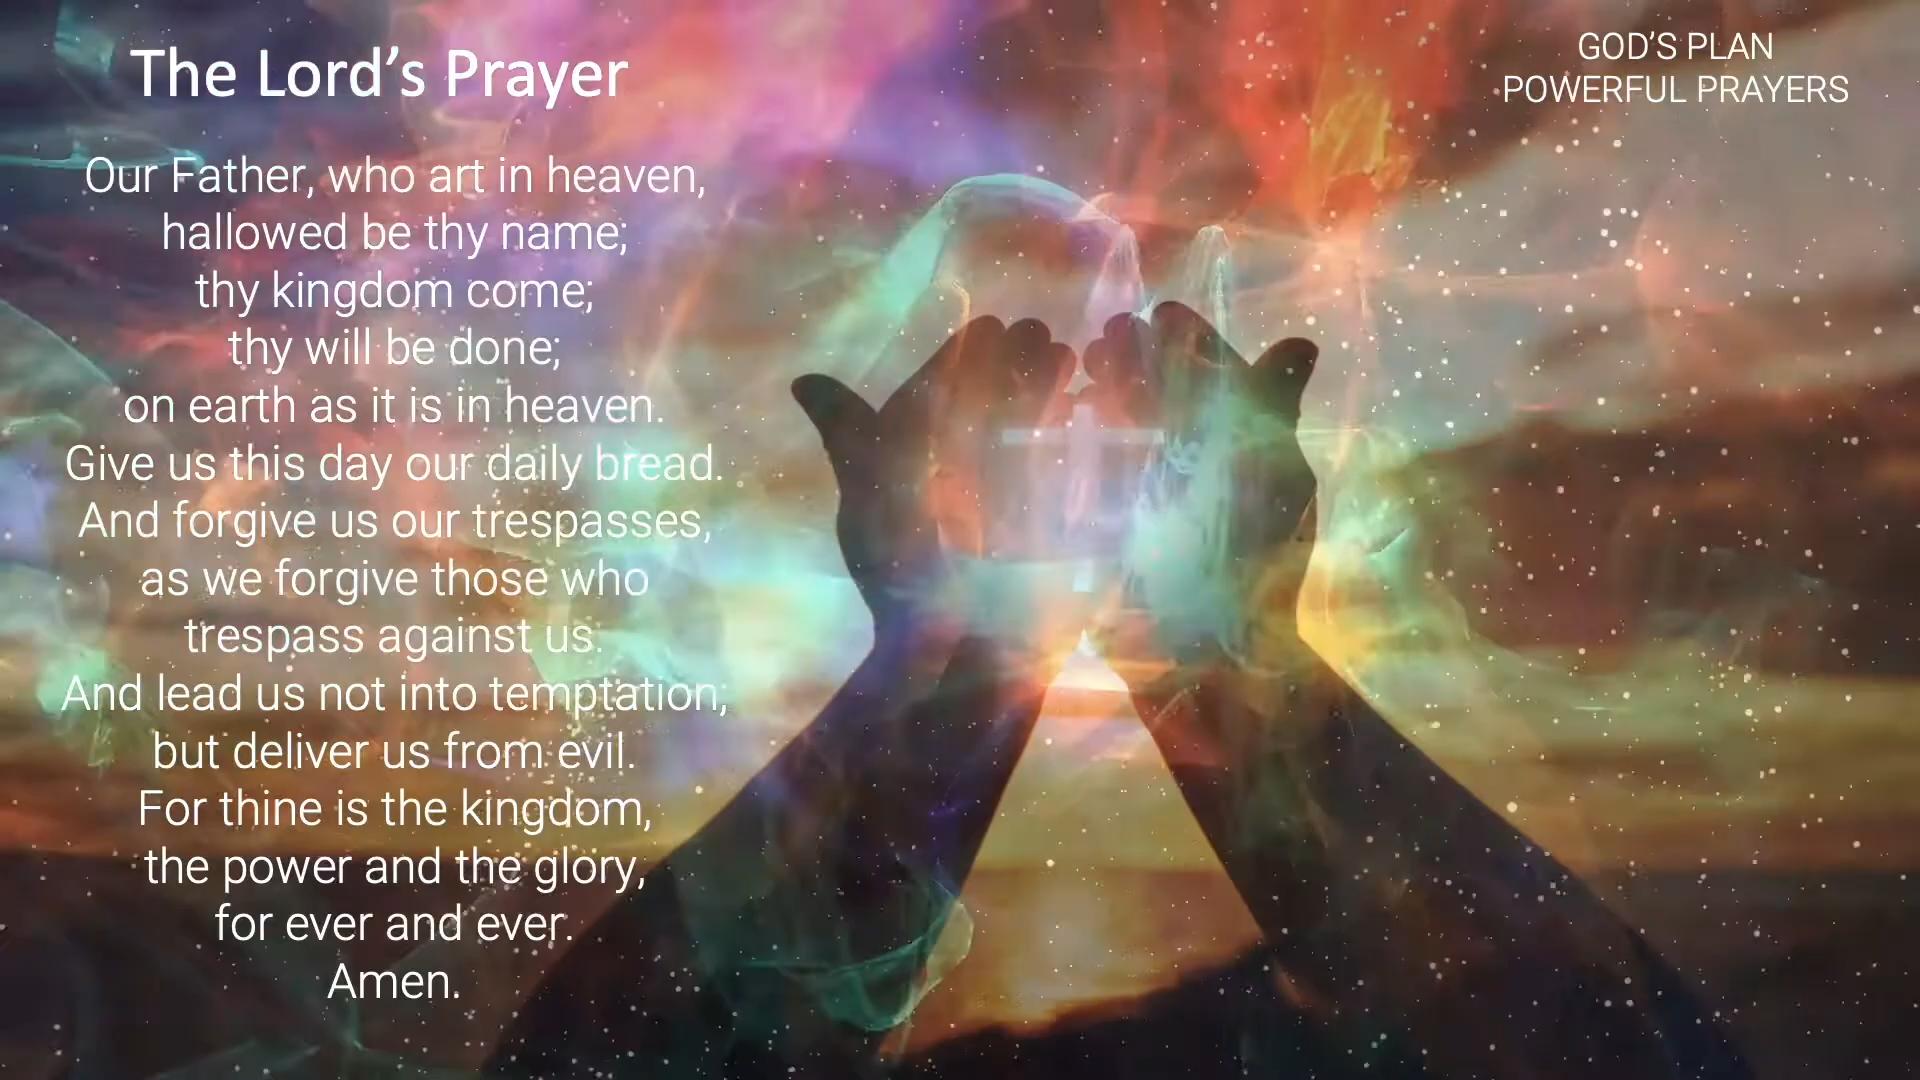 The Lord’s Prayer
GOD’S PLAN
POWERFUL PRAYERS
Our Father, who art in heaven,
hallowed be thy name;
thy kingdom come;
thy will be done;
on earth as it is in heaven.
Give us this day our daily bread.
And forgive us our trespasses,
as we forgive those who
trespass against us.
And lead us not into temptation;
but deliver us from evil.
For thine is the kingdom,
the power and the glory,
for ever and ever.
Amen.